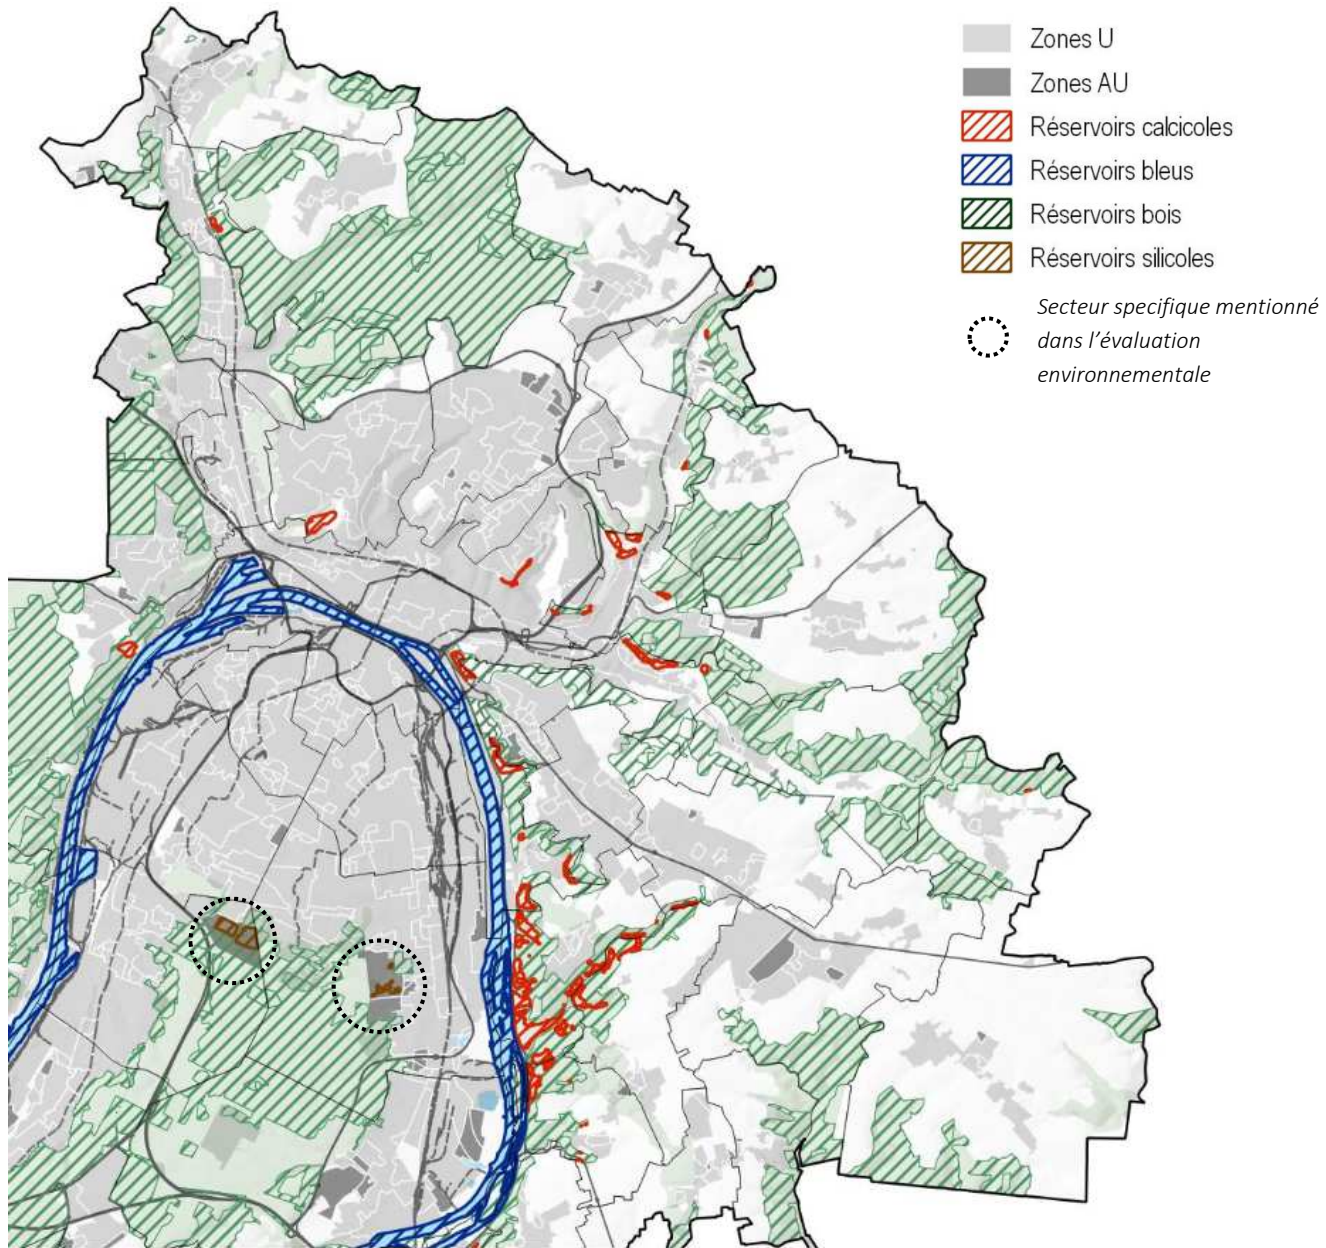 Zones U
Zones AU
Réservoirs calcicoles
Réservoirs bleus
Réservoirs bois
Réservoirs silicoles
Secteur specifique mentionné
dans l'évaluation
environnementale